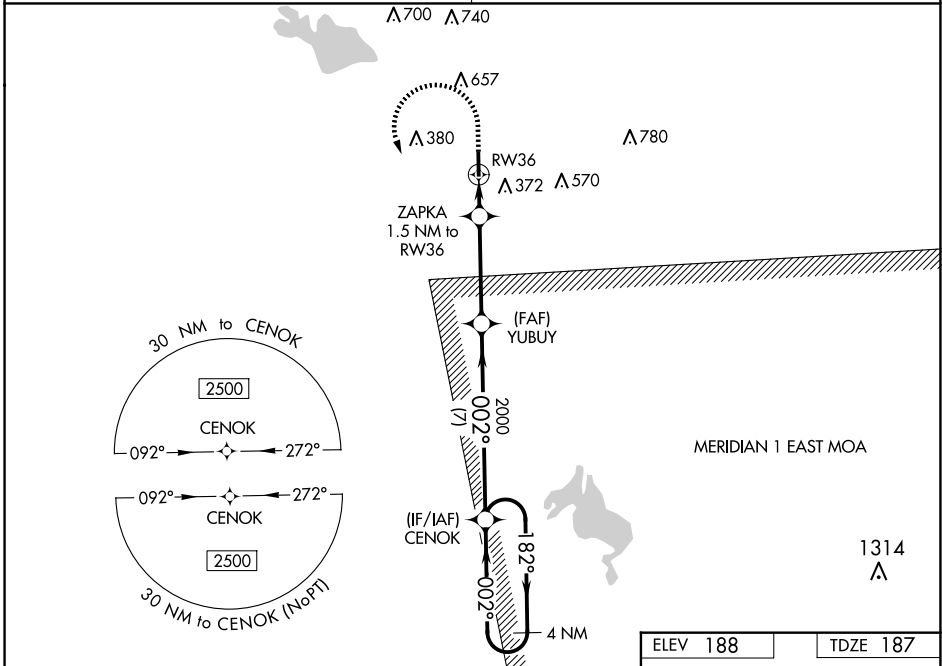 700 740
657
380
780
RW36
372 570
ZAPKA
1.5 NM to
RW36
(FAF)
YUBUY
30 NM to CENOK
2500
CENOK
092° 272°
092° 272°
CENOK
2500
30 NM to CENOK (NoPT)
2000
002°
(7)
MERIDIAN 1 EAST MOA
(IF/IAF)
CENOK
182°
002°
4 NM
1314
ELEV 188 TDZE 187